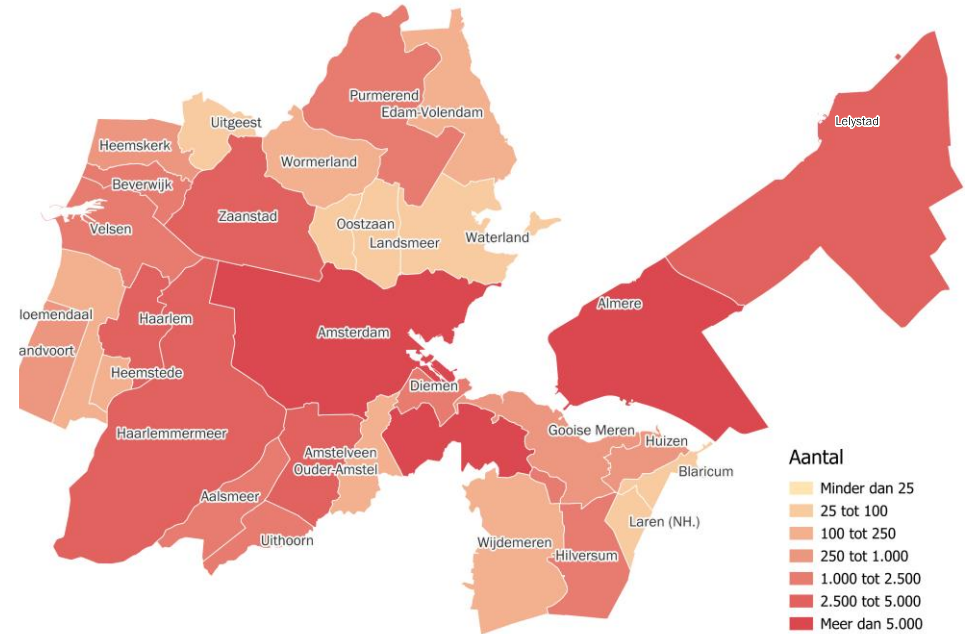 Purmerend
Edam-Volendam
Uitgeest
Lelystad
Heemskerk
Wormerland
Beverwijk
Zaanstad
Oostzaan
Velsen
Landsmeer
Waterland
Almere
loemendaal
Haarlem
Amsterdam
andvoort
Heemstede
Diemen
Haarlemmermeer
Gooise Meren
Huizen
Amstelveen
Ouder-Amstel
Blaricum
Aalsmeer
Laren (NH.)
Uithoorn
Wijdemeren
Hilversum
Aantal
Minder dan 25
25 tot 100
100 tot 250
250 tot 1.000
1.000 tot 2.500
2.500 tot 5.000
Meer dan 5.000